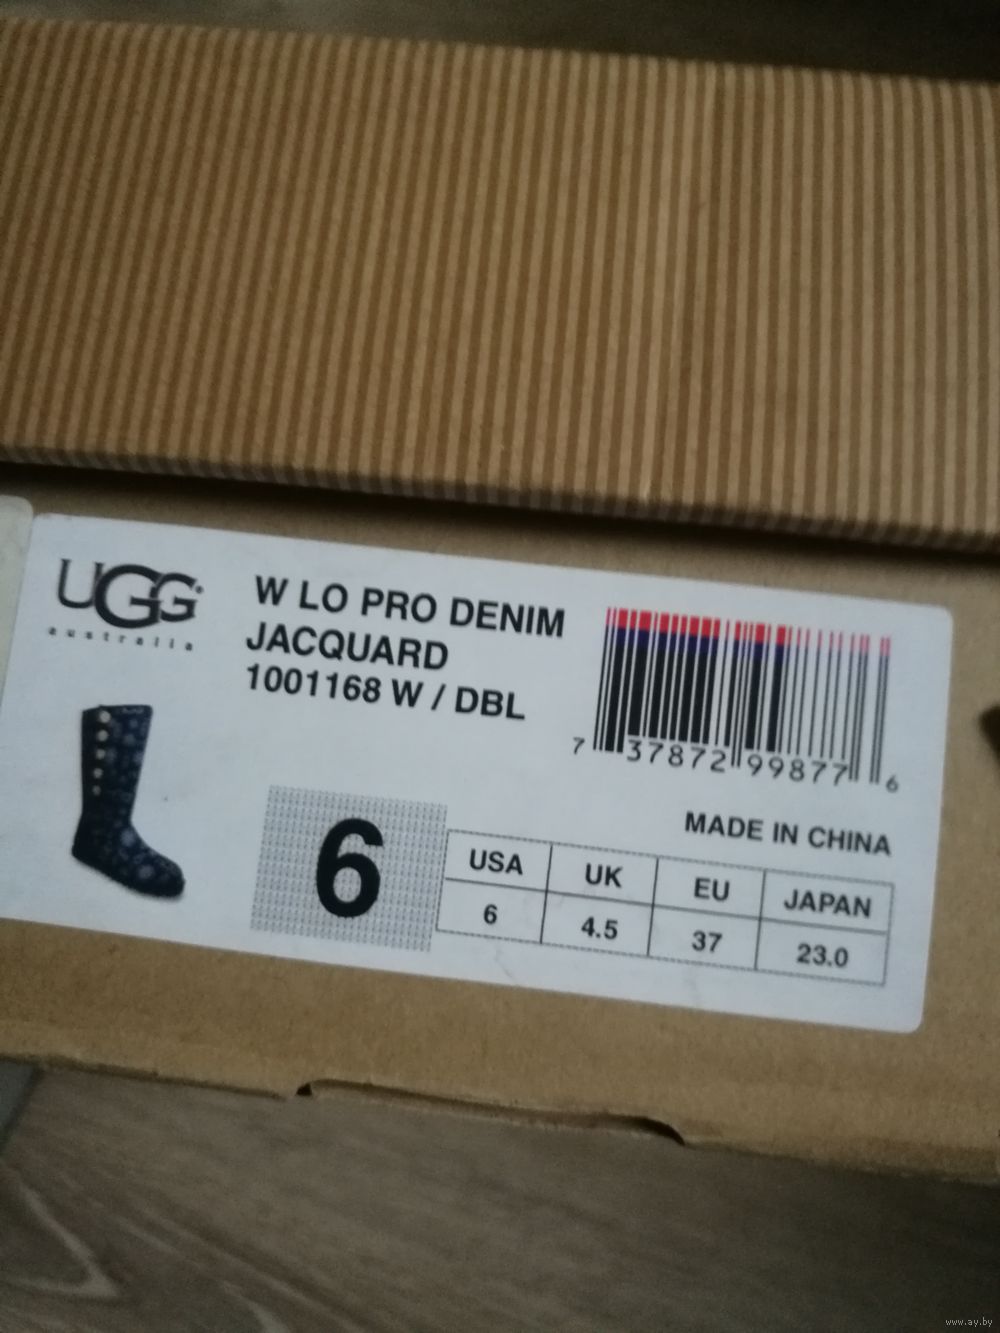 UGG®
australia
W LO PRO DENIM
JACQUARD
1001168 W / DBL
7 37872 99877 6
MADE IN CHINA
6
USA UK EU JAPAN
6 4.5 37 23.0
www.ay.by